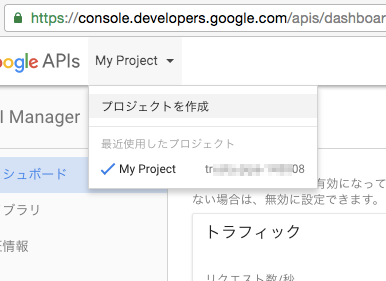 https://console.developers.google.com/apis/dashboar
ogle APIs
My Project
プロジェクトを作成
I Manager
最近使用したプロジェクト
My Project
シュボード
有効になって
ブラリ
ない場合は、無効に設定できます。
証情報
トラフィック
リクエスト数/秒